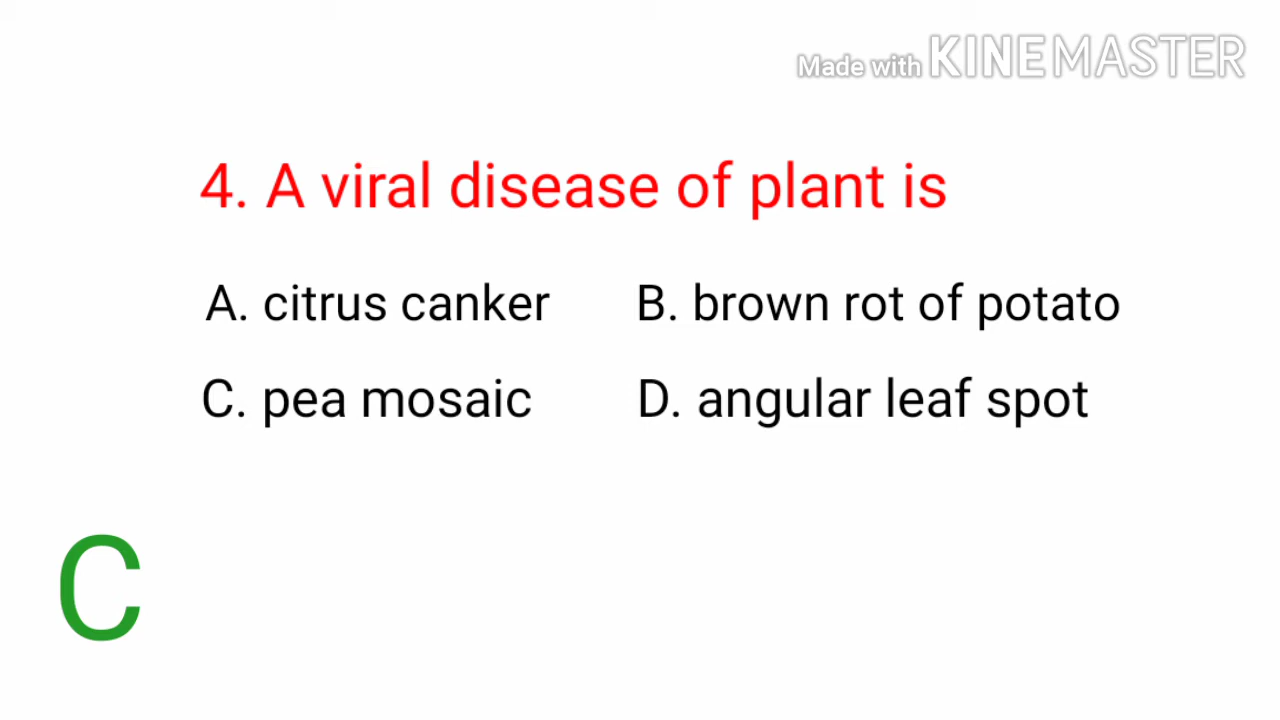 Made with KINEMASTER
4. A viral disease of plant is
A. citrus canker B. brown rot of potato
C. pea mosaic D. angular leaf spot
C